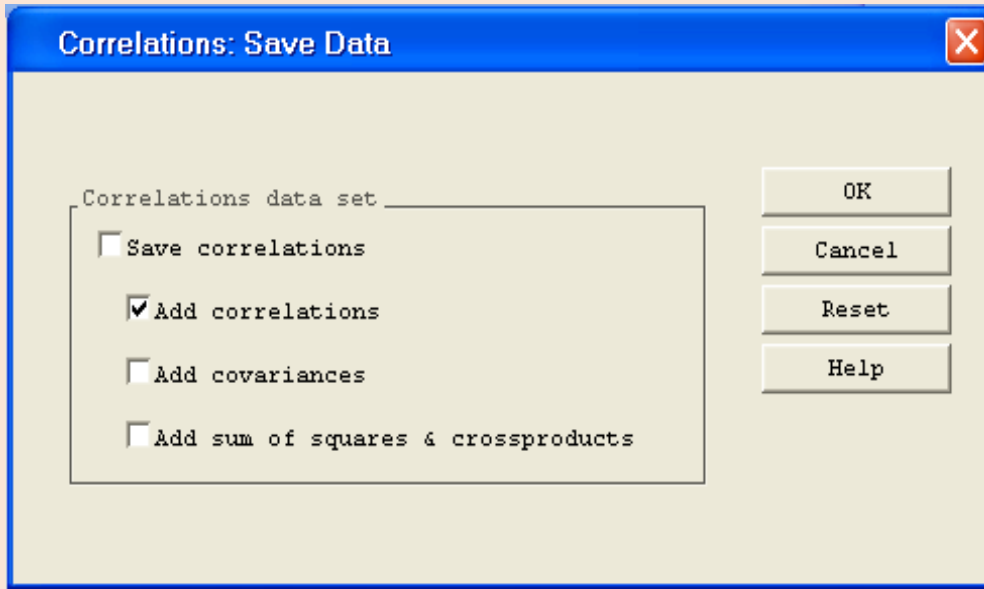 Correlations: Save Data
Correlations data set
Save correlations
Add correlations
Add covariances
Add sum of squares & crossproducts
OK
Cancel
Reset
Help